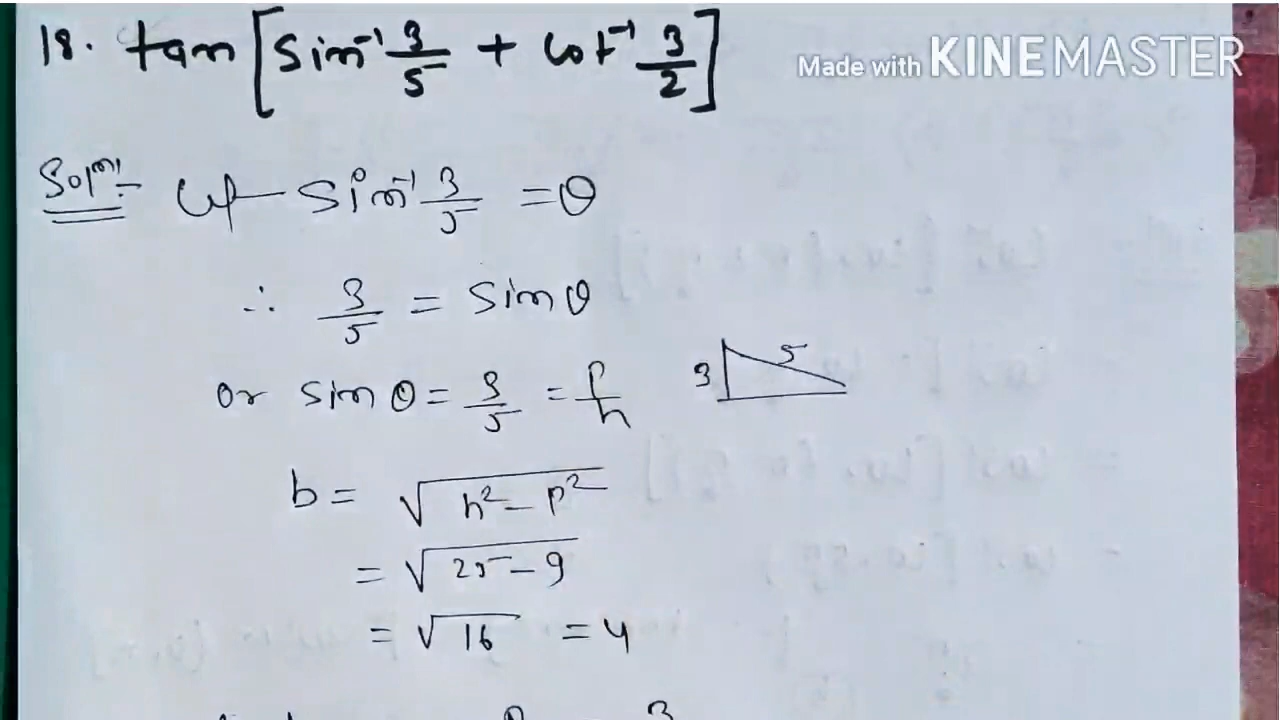 18. tan [sin⁻¹ 3/5 + cot⁻¹ 3/2]
Made with KINEMASTER
Solⁿ:- Let sin⁻¹ 3/5 = θ
∴ 3/5 = sin θ
or sin θ = 3/5 = p/h
3 5
b = √(h² - p²)
= √(25 - 9)
= √16 = 4